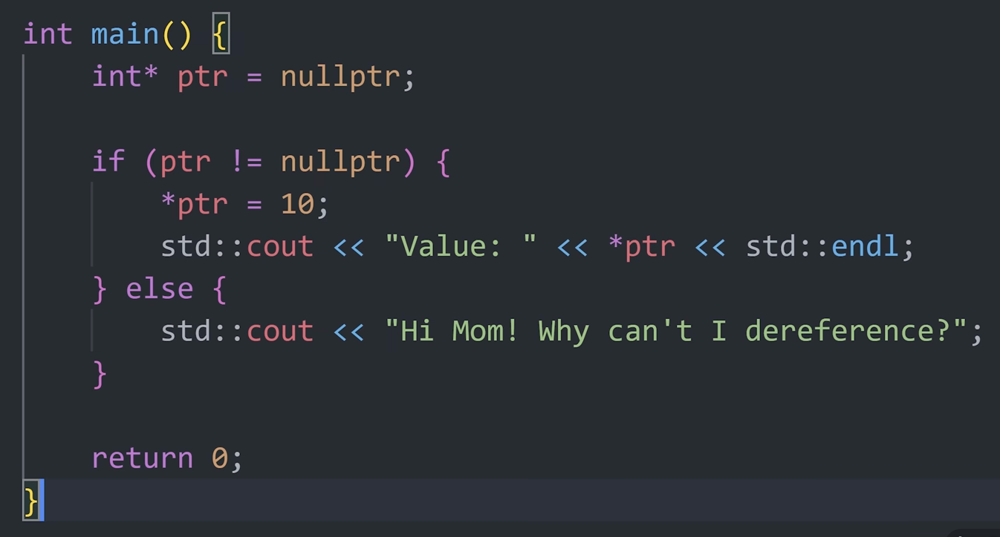 int main() {
    int* ptr = nullptr;
    if (ptr != nullptr) {
        *ptr = 10;
        std::cout << "Value: " << *ptr << std::endl;
    } else {
        std::cout << "Hi Mom! Why can't I dereference?";
    }
    return 0;
}